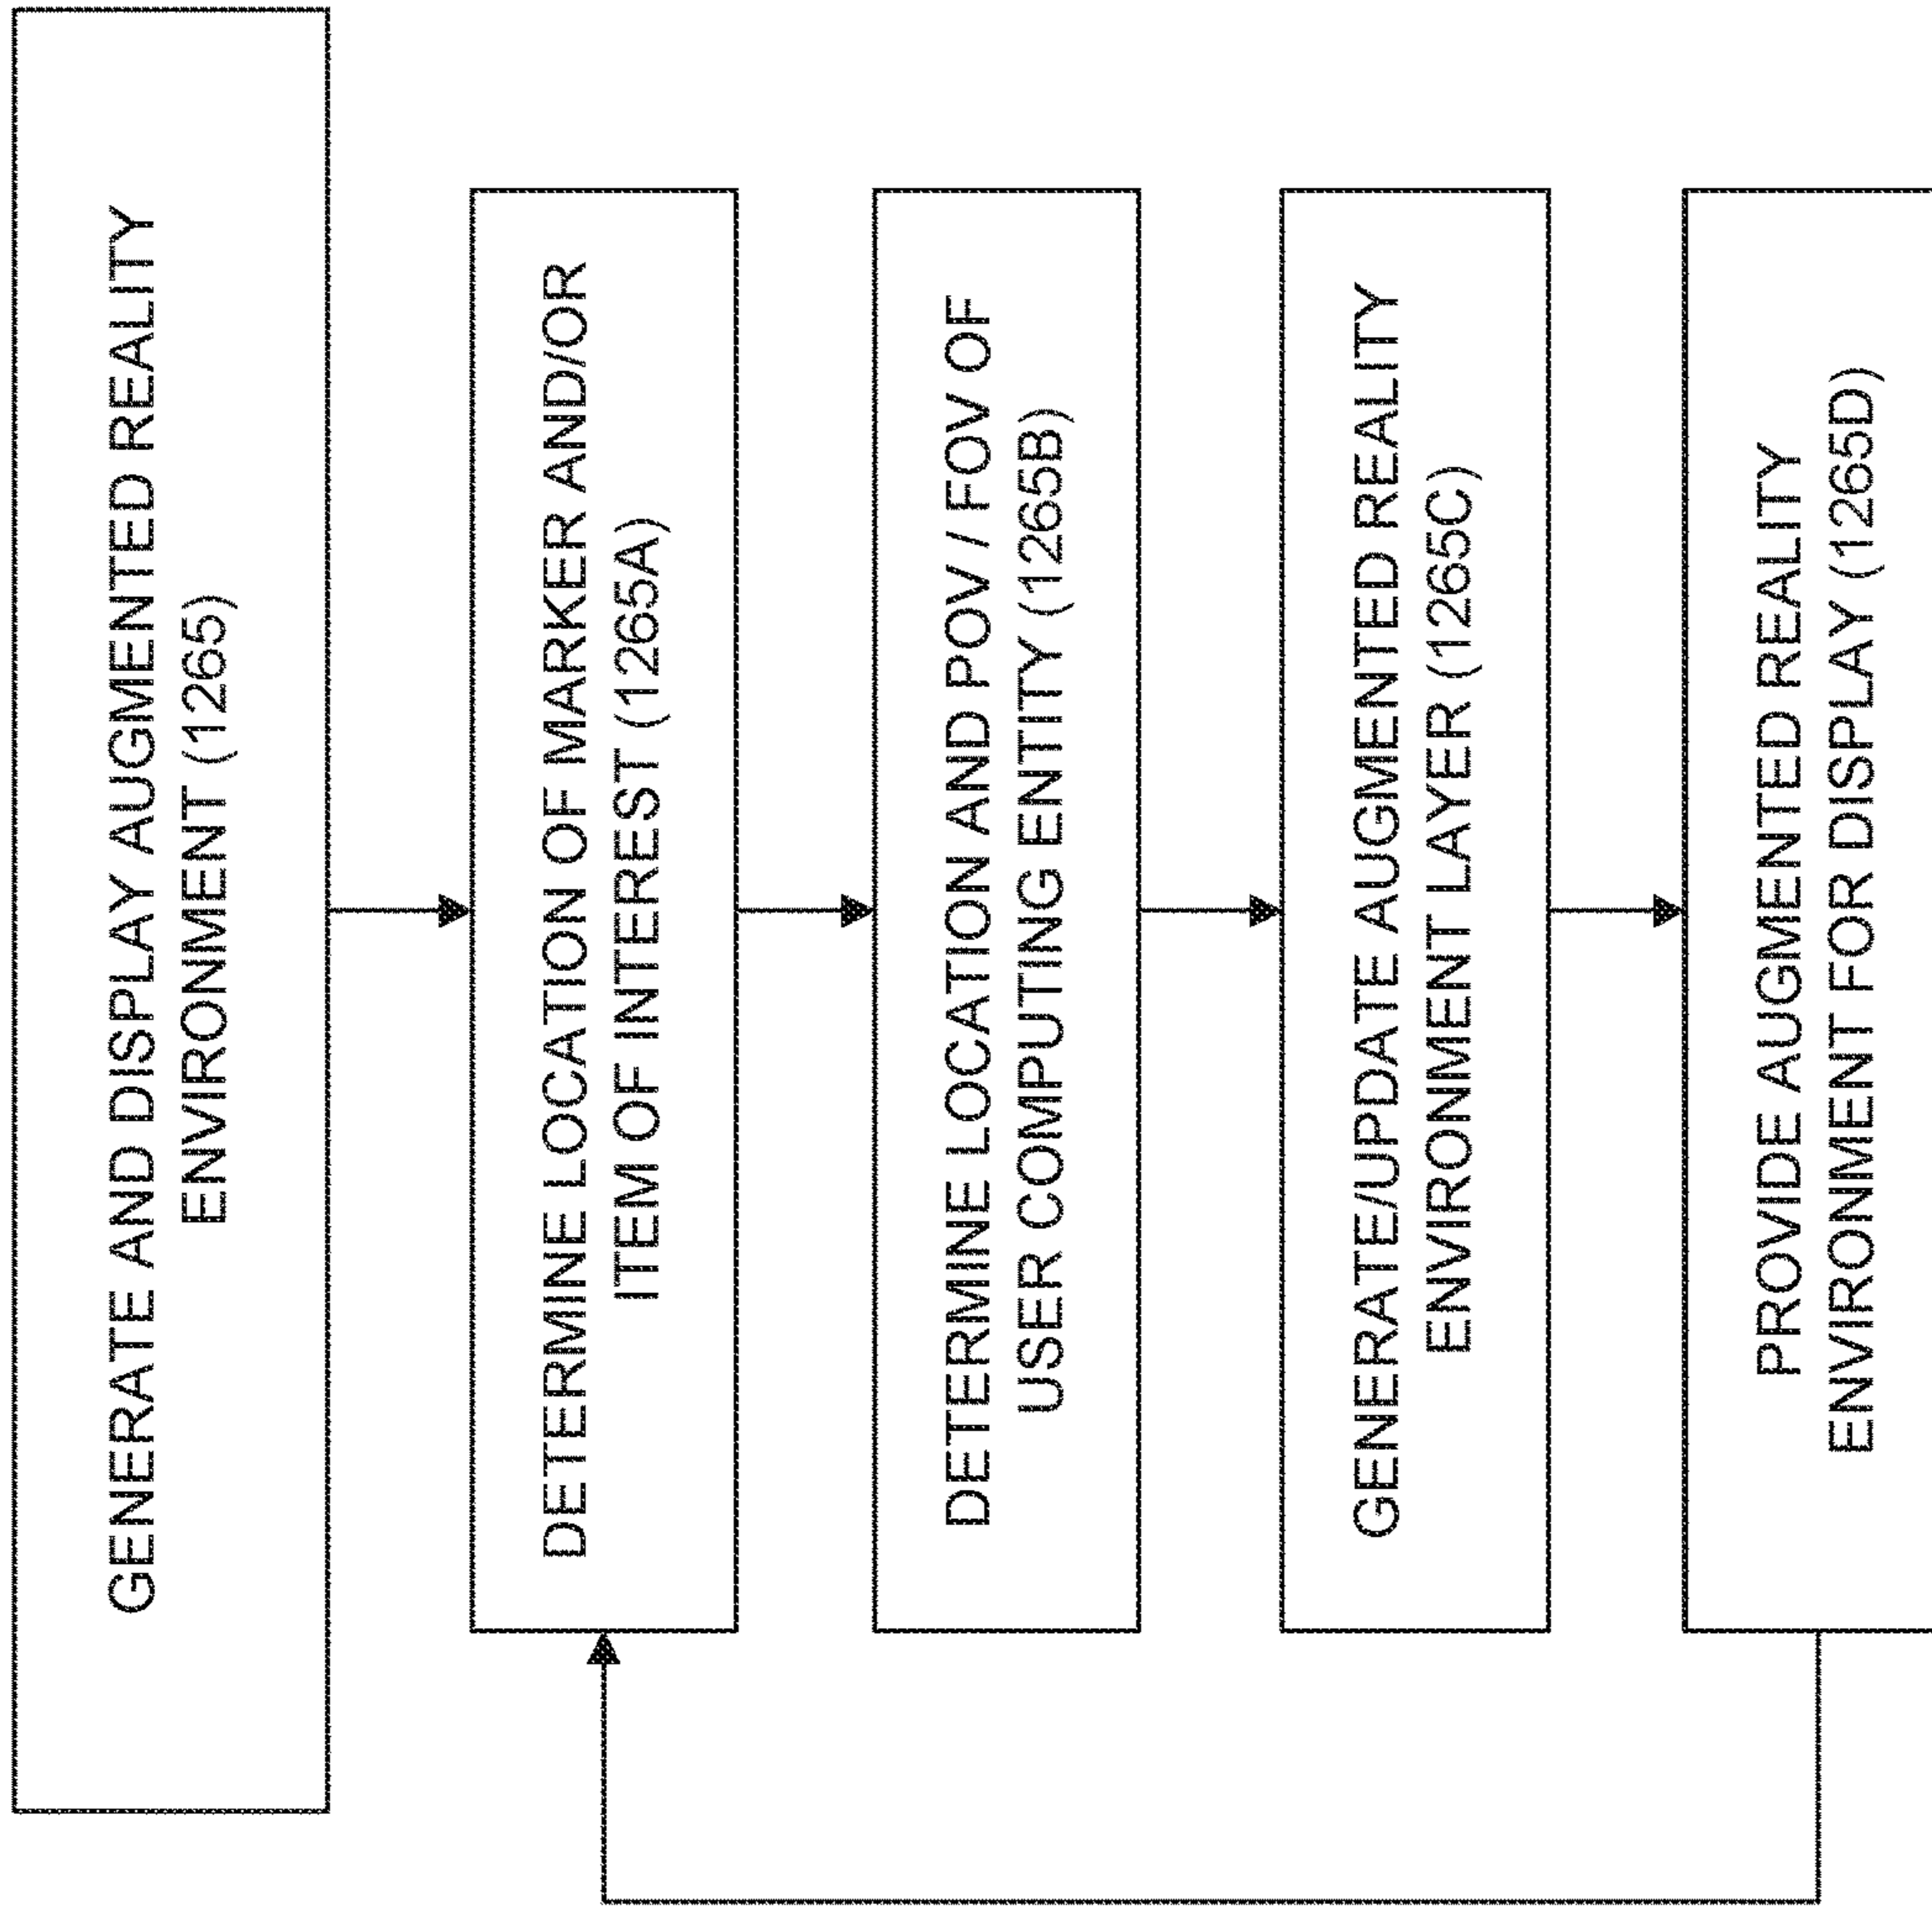 GENERATE AND DISPLAY AUGMENTED REALITY
ENVIRONMENT (1265)
DETERMINE LOCATION OF MARKER AND/OR
ITEM OF INTEREST (1265A)
DETERMINE LOCATION AND POV / FOV OF
USER COMPUTING ENTITY (1265B)
GENERATE/UPDATE AUGMENTED REALITY
ENVIRONMENT LAYER (1265C)
PROVIDE AUGMENTED REALITY
ENVIRONMENT FOR DISPLAY (1265D)